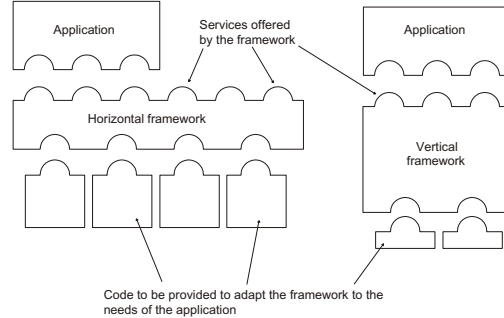 Application
Services offered
by the framework
Application
Horizontal framework
Vertical
framework
Code to be provided to adapt the framework to the
needs of the application